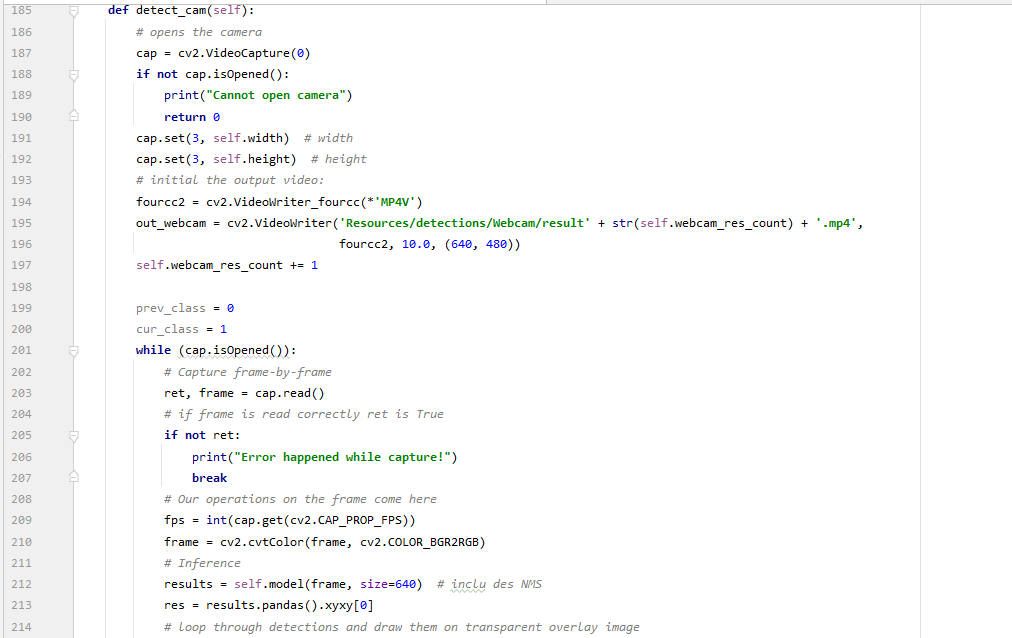 185 def detect_cam(self):
186 # opens the camera
187 cap = cv2.VideoCapture(0)
188 if not cap.isOpened():
189 print("Cannot open camera")
190 return 0
191 cap.set(3, self.width)  # width
192 cap.set(3, self.height)  # height
193 # initial the output video:
194 fourcc2 = cv2.VideoWriter_fourcc(*'MP4V')
195 out_webcam = cv2.VideoWriter('Resources/detections/Webcam/result' + str(self.webcam_res_count) + '.mp4',
196 fourcc2, 10.0, (640, 480))
197 self.webcam_res_count += 1
198
199 prev_class = 0
200 cur_class = 1
201 while (cap.isOpened()):
202 # Capture frame-by-frame
203 ret, frame = cap.read()
204 # if frame is read correctly ret is True
205 if not ret:
206 print("Error happened while capture!")
207 break
208 # Our operations on the frame come here
209 fps = int(cap.get(cv2.CAP_PROP_FPS))
210 frame = cv2.cvtColor(frame, cv2.COLOR_BGR2RGB)
211 # Inference
212 results = self.model(frame, size=640)  # inclu des NMS
213 res = results.pandas().xyxy[0]
214 # loop through detections and draw them on transparent overlay image